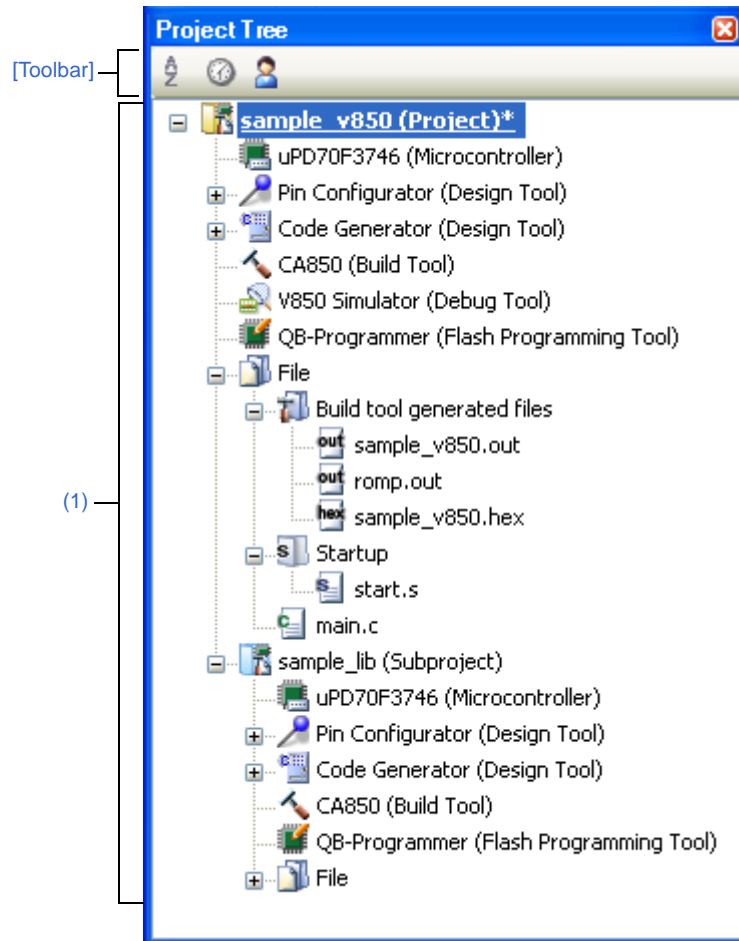 Project Tree
[Toolbar]
sample_v850 (Project)*
uPD70F3746 (Microcontroller)
Pin Configurator (Design Tool)
Code Generator (Design Tool)
CA850 (Build Tool)
V850 Simulator (Debug Tool)
QB-Programmer (Flash Programming Tool)
File
Build tool generated files
out sample_v850.out
out romp.out
hex sample_v850.hex
(1)
S Startup
S start.s
c main.c
sample_lib (Subproject)
uPD70F3746 (Microcontroller)
Pin Configurator (Design Tool)
Code Generator (Design Tool)
CA850 (Build Tool)
QB-Programmer (Flash Programming Tool)
File